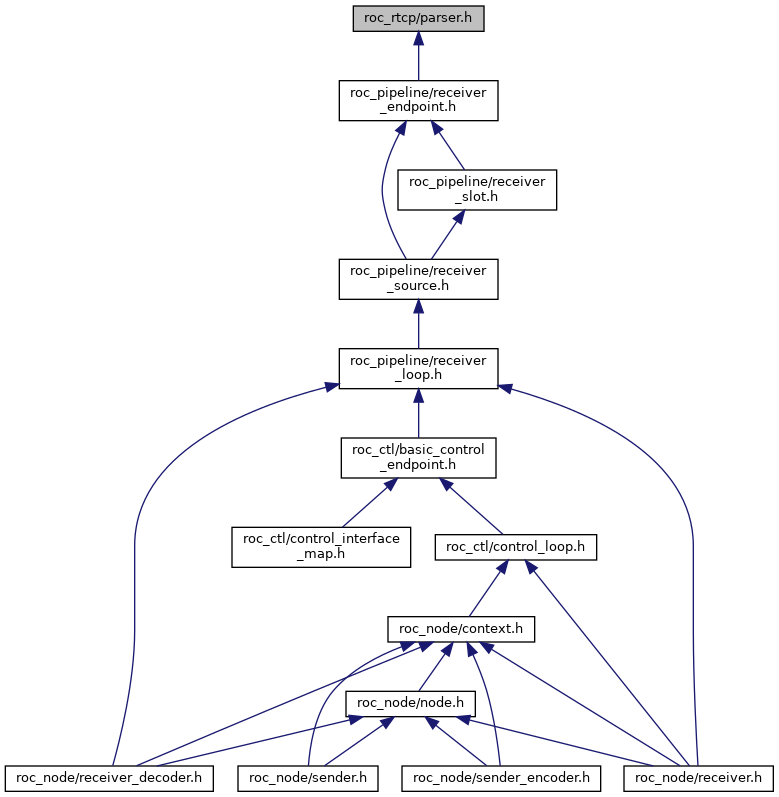 roc_rtcp/parser.h
roc_pipeline/receiver
_endpoint.h
roc_pipeline/receiver
_slot.h
roc_pipeline/receiver
_source.h
roc_pipeline/receiver
_loop.h
roc_ctl/basic_control
_endpoint.h
roc_ctl/control_interface
_map.h
roc_ctl/control_loop.h
roc_node/context.h
roc_node/node.h
roc_node/receiver_decoder.h
roc_node/sender.h
roc_node/sender_encoder.h
roc_node/receiver.h